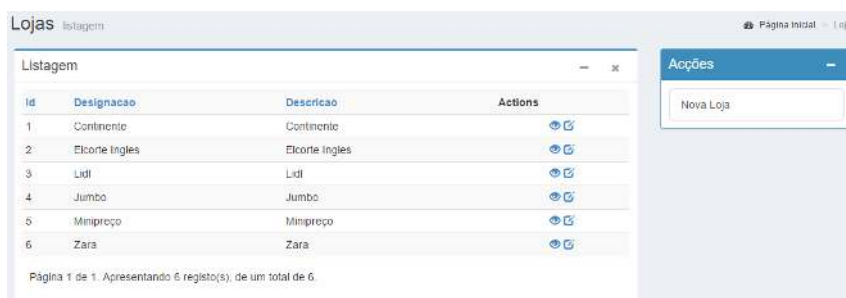 Lojas listagem
Página Inicial
Listagem
Acções
Id Designacao Descricao Actions
Nova Loja
1 Continente Continente
2 Elcorte Ingles Elcorte Ingles
3 Lidl Lidl
4 Jumbo Jumbo
5 Minipreço Minipreço
6 Zara Zara
Página 1 de 1. Apresentando 6 registo(s), de um total de 6.